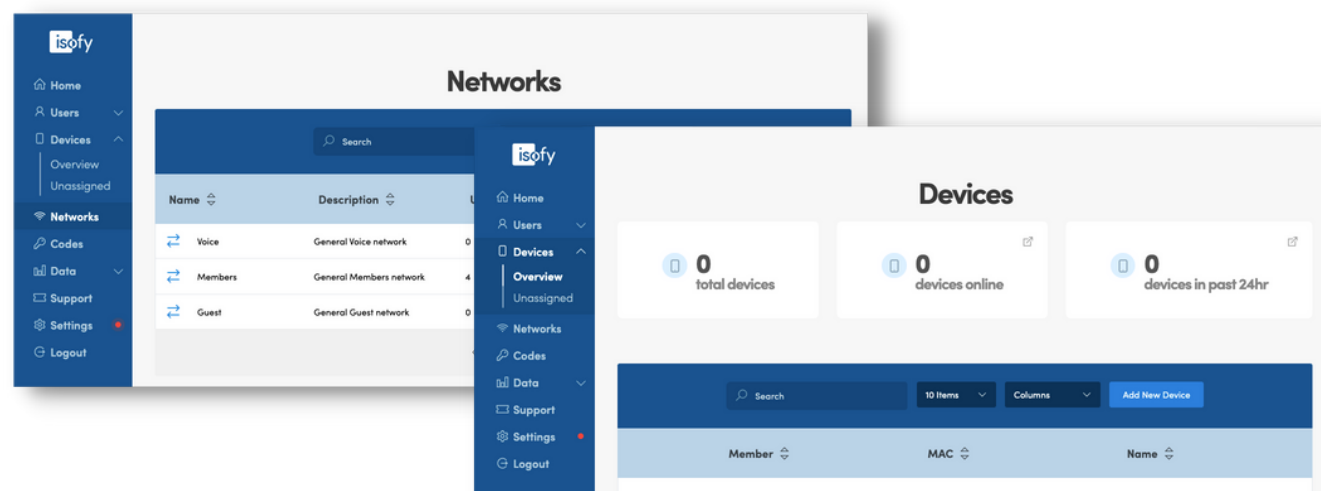 isofy
Home
Users
Devices
Overview
Unassigned
Networks
Codes
Data
Support
Settings
Logout
Networks
Search
Name Description
Voice General Voice network 0
Members General Members network 4
Guest General Guest network 0
isofy
Home
Users
Devices
Overview
Unassigned
Networks
Codes
Data
Support
Settings
Logout
Devices
0
total devices
0
devices online
0
devices in past 24hr
Search 10 Items Columns Add New Device
Member MAC Name